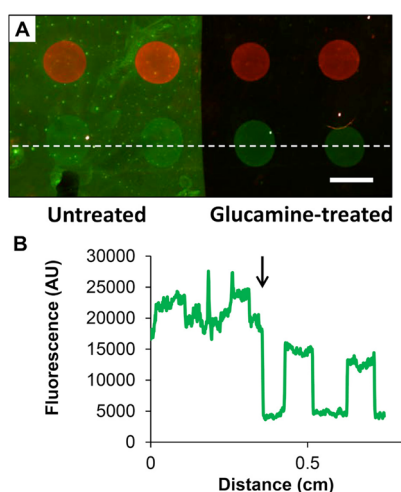 A
Untreated Glucamine-treated
B
Fluorescence (AU)
30000
25000
20000
15000
10000
5000
0
0 0.5
Distance (cm)